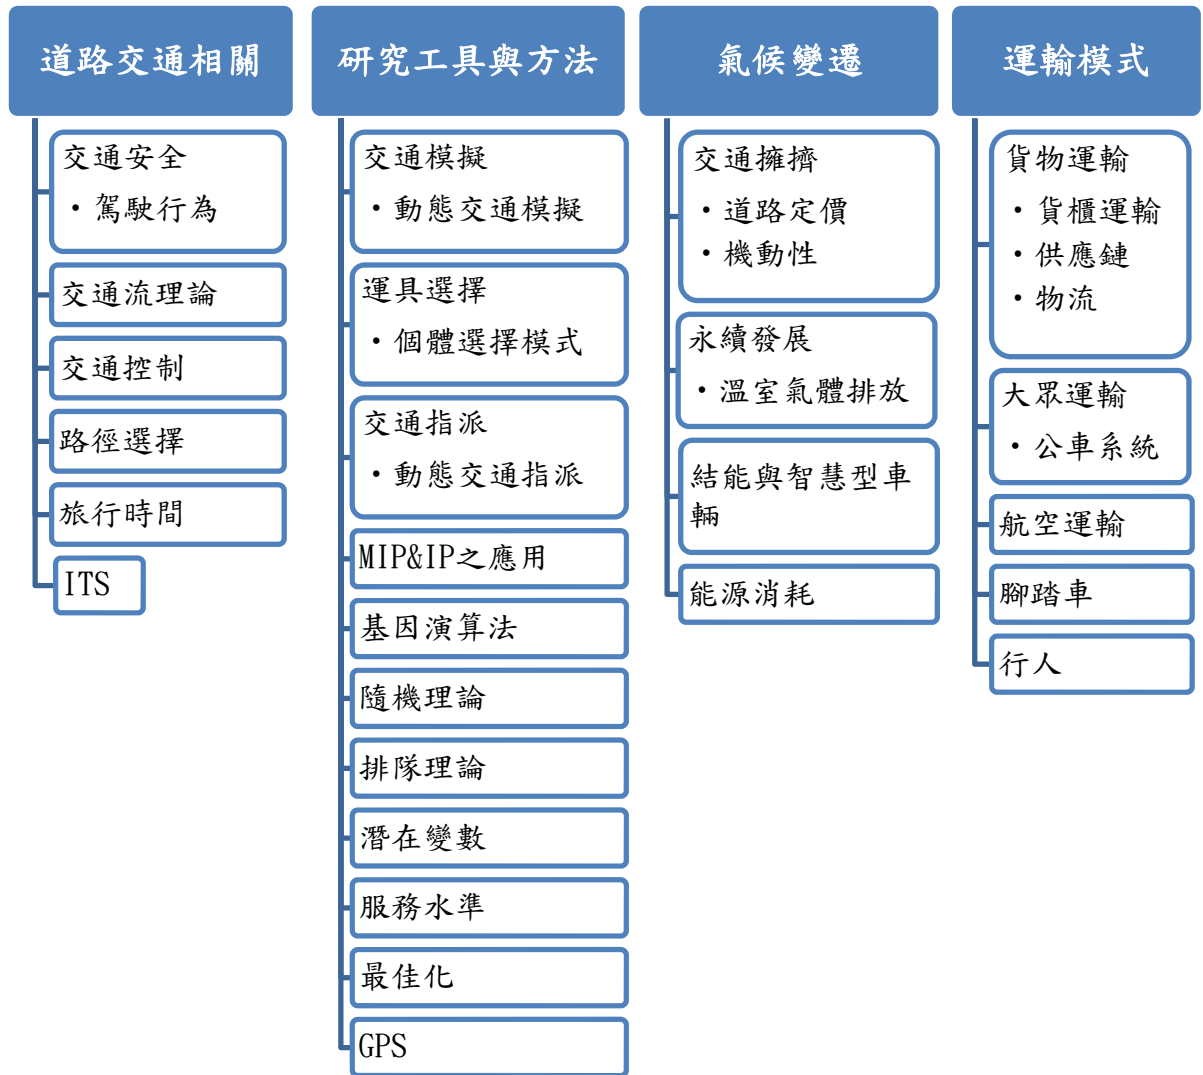 道路交通相關
交通安全
・駕駛行為
交通流理論
交通控制
路徑選擇
旅行時間
ITS
研究工具與方法
交通模擬
・動態交通模擬
運具選擇
・個體選擇模式
交通指派
・動態交通指派
MIP&IP之應用
基因演算法
隨機理論
排隊理論
潛在變數
服務水準
最佳化
GPS
氣候變遷
交通擁擠
・道路定價
・機動性
永續發展
・溫室氣體排放
結能與智慧型車
輛
能源消耗
運輸模式
貨物運輸
・貨櫃運輸
・供應鏈
・物流
大眾運輸
・公車系統
航空運輸
腳踏車
行人